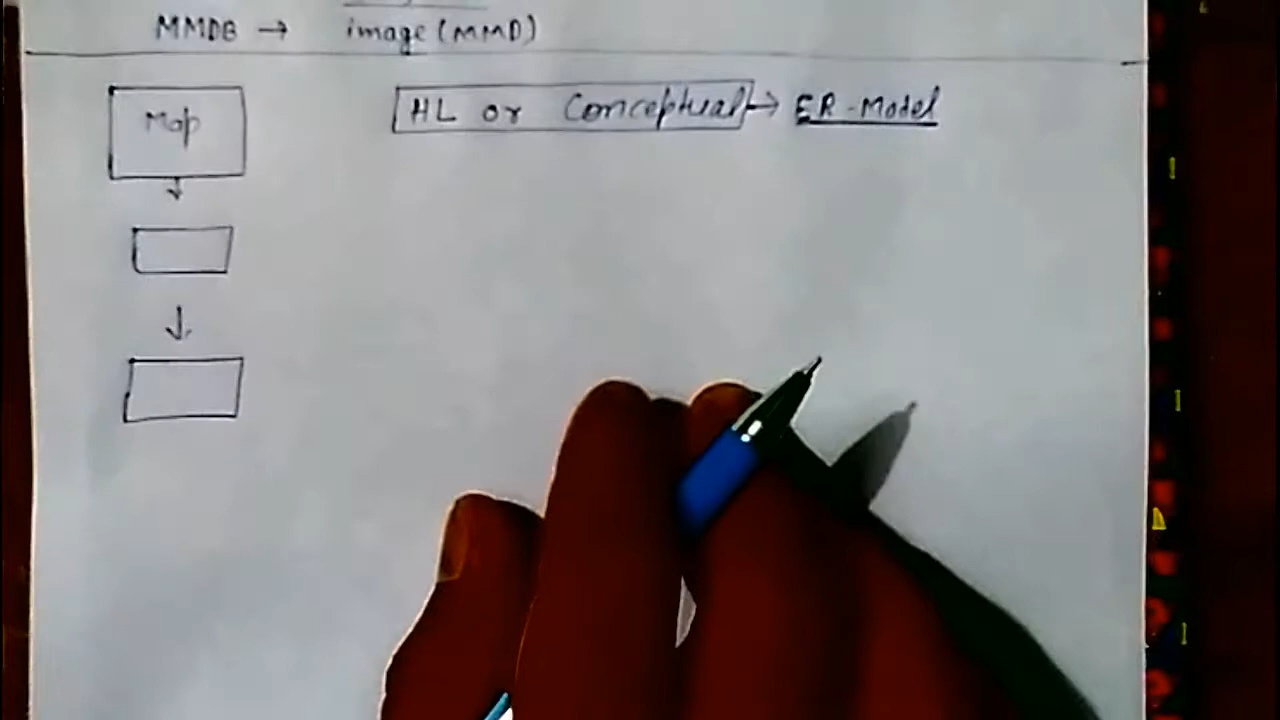 MMDB → image (MMD)
Map
HL or Conceptual → ER-Model